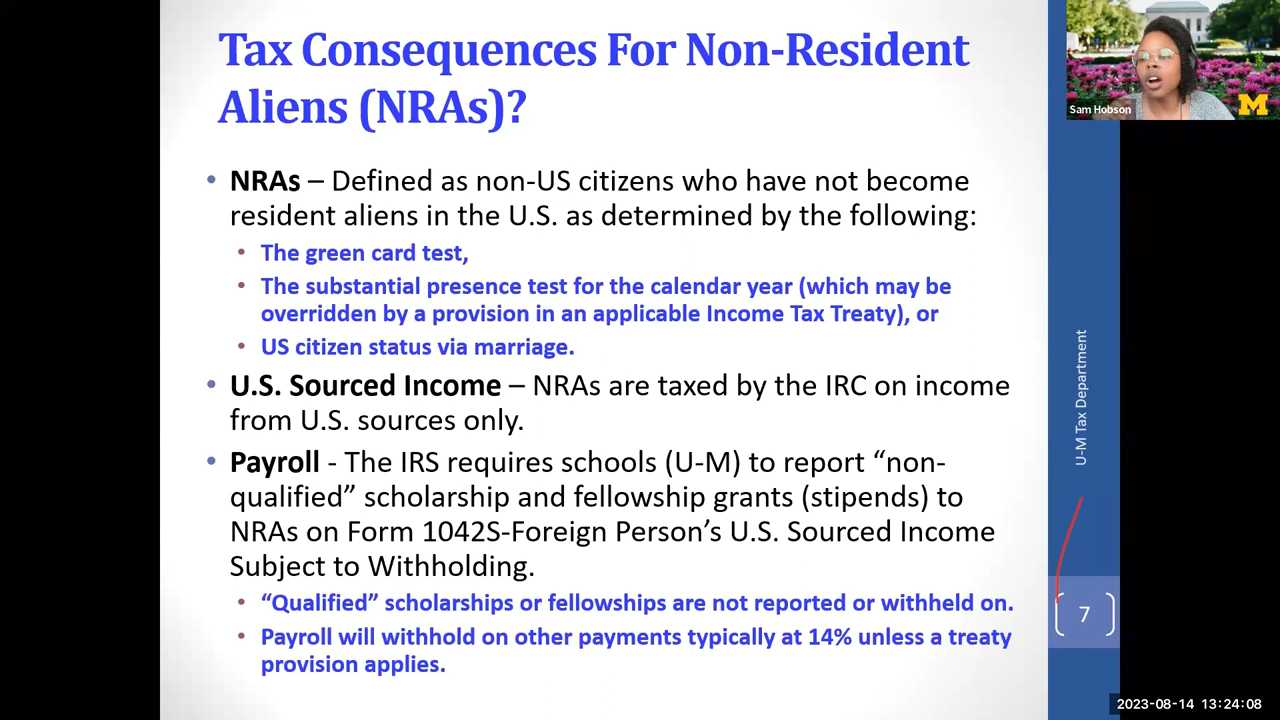 Tax Consequences For Non-Resident
Aliens (NRAs)?
• NRAs – Defined as non-US citizens who have not become
resident aliens in the U.S. as determined by the following:
• The green card test,
• The substantial presence test for the calendar year (which may be
overridden by a provision in an applicable Income Tax Treaty), or
• US citizen status via marriage.
• U.S. Sourced Income – NRAs are taxed by the IRC on income
from U.S. sources only.
• Payroll - The IRS requires schools (U-M) to report “non-
qualified” scholarship and fellowship grants (stipends) to
NRAs on Form 1042S-Foreign Person’s U.S. Sourced Income
Subject to Withholding.
• “Qualified” scholarships or fellowships are not reported or withheld on.
• Payroll will withhold on other payments typically at 14% unless a treaty
provision applies.
Sam Hobson
M
U-M Tax Department
7
2023-08-14 13:24:08